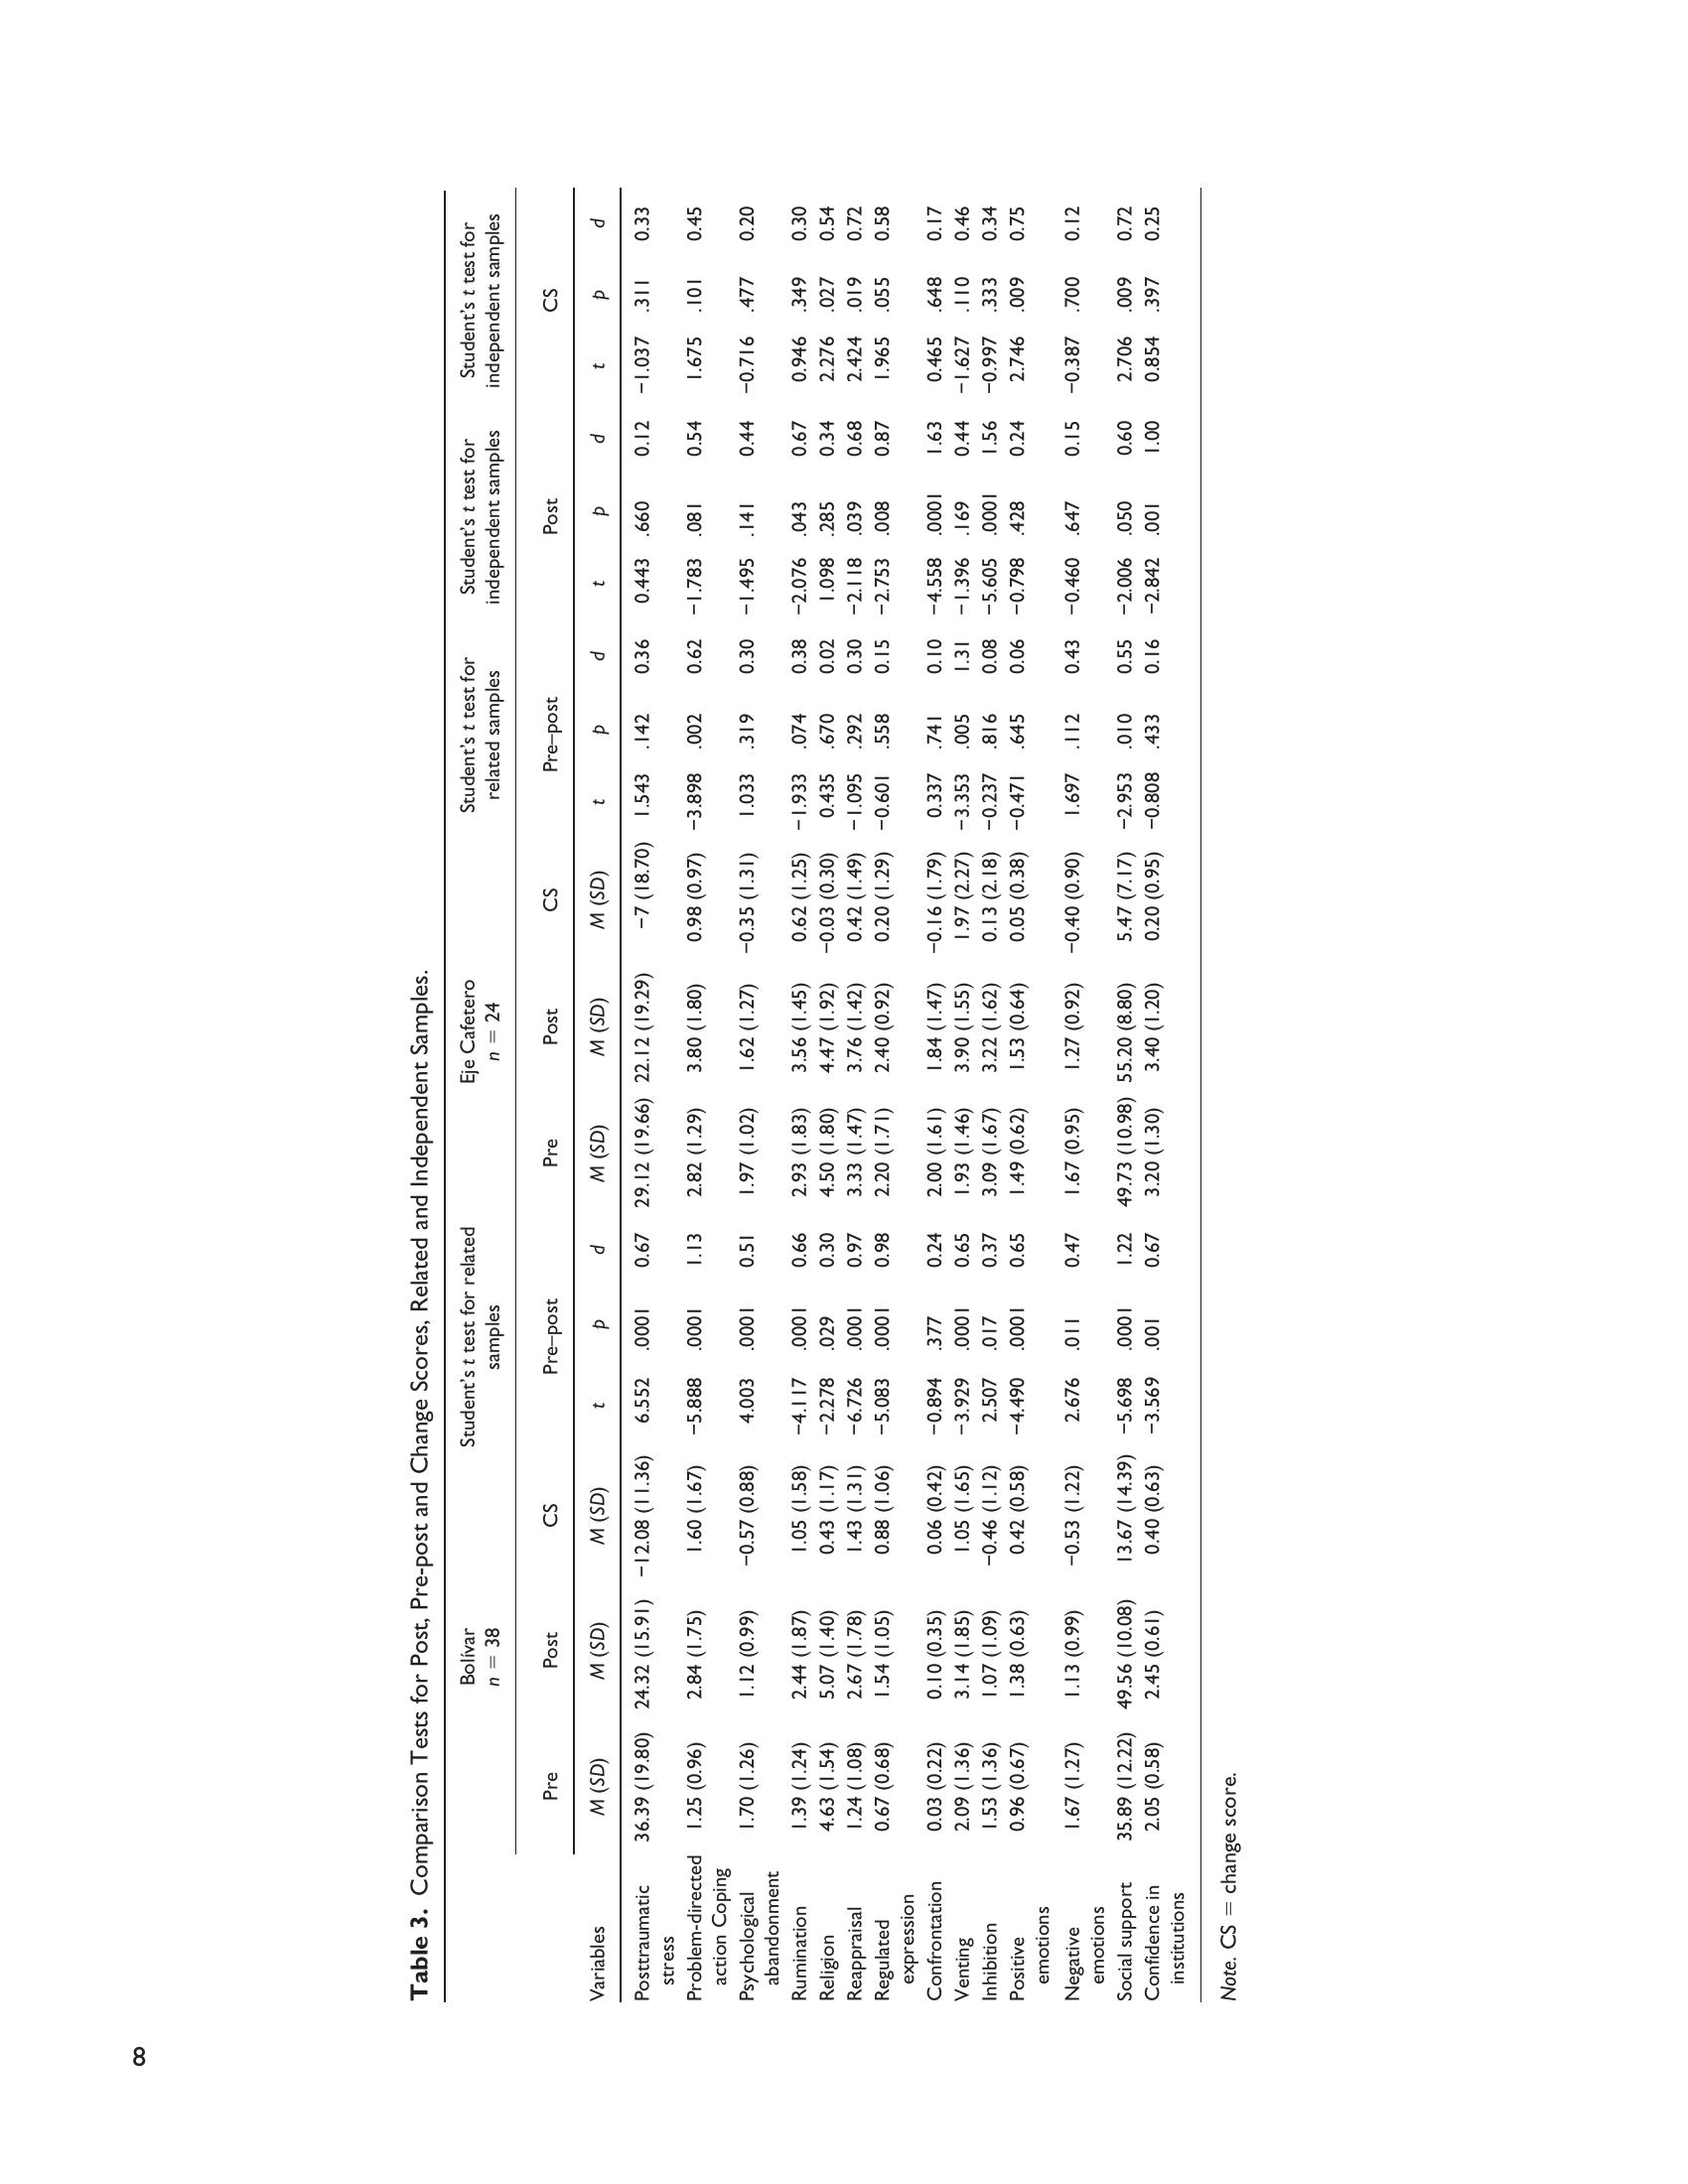 8
Table 3. Comparison Tests for Post, Pre-post and Change Scores, Related and Independent Samples.
Bolívar Student's t test for related Eje Cafetero Student's t test for Student's t test for Student's t test for
n = 38 samples n = 24 related samples independent samples independent samples
Pre Post CS Pre–post Pre Post CS Pre–post Post CS
Variables M (SD) M (SD) M (SD) t p d M (SD) M (SD) M (SD) t p d t p d t p d
Posttraumatic 36.39 (19.80) 24.32 (15.91) −12.08 (11.36) 6.552 .0001 0.67 29.12 (19.66) 22.12 (19.29) −7 (18.70) 1.543 .142 0.36 0.443 .660 0.12 −1.037 .311 0.33
stress
Problem-directed 1.25 (0.96) 2.84 (1.75) 1.60 (1.67) −5.888 .0001 1.13 2.82 (1.29) 3.80 (1.80) 0.98 (0.97) −3.898 .002 0.62 −1.783 .081 0.54 1.675 .101 0.45
action Coping
Psychological 1.70 (1.26) 1.12 (0.99) −0.57 (0.88) 4.003 .0001 0.51 1.97 (1.02) 1.62 (1.27) −0.35 (1.31) 1.033 .319 0.30 −1.495 .141 0.44 −0.716 .477 0.20
abandonment
Rumination 1.39 (1.24) 2.44 (1.87) 1.05 (1.58) −4.117 .0001 0.66 2.93 (1.83) 3.56 (1.45) 0.62 (1.25) −1.933 .074 0.38 −2.076 .043 0.67 0.946 .349 0.30
Religion 4.63 (1.54) 5.07 (1.40) 0.43 (1.17) −2.278 .029 0.30 4.50 (1.80) 4.47 (1.92) −0.03 (0.30) 0.435 .670 0.02 1.098 .285 0.34 2.276 .027 0.54
Reappraisal 1.24 (1.08) 2.67 (1.78) 1.43 (1.31) −6.726 .0001 0.97 3.33 (1.47) 3.76 (1.42) 0.42 (1.49) −1.095 .292 0.30 −2.118 .039 0.68 2.424 .019 0.72
Regulated 0.67 (0.68) 1.54 (1.05) 0.88 (1.06) −5.083 .0001 0.98 2.20 (1.71) 2.40 (0.92) 0.20 (1.29) −0.601 .558 0.15 −2.753 .008 0.87 1.965 .055 0.58
expression
Confrontation 0.03 (0.22) 0.10 (0.35) 0.06 (0.42) −0.894 .377 0.24 2.00 (1.61) 1.84 (1.47) −0.16 (1.79) 0.337 .741 0.10 −4.558 .0001 1.63 0.465 .648 0.17
Venting 2.09 (1.36) 3.14 (1.85) 1.05 (1.65) −3.929 .0001 0.65 1.93 (1.46) 3.90 (1.55) 1.97 (2.27) −3.353 .005 1.31 −1.396 .169 0.44 −1.627 .110 0.46
Inhibition 1.53 (1.36) 1.07 (1.09) −0.46 (1.12) 2.507 .017 0.37 3.09 (1.67) 3.22 (1.62) 0.13 (2.18) −0.237 .816 0.08 −5.605 .0001 1.56 −0.997 .333 0.34
Positive 0.96 (0.67) 1.38 (0.63) 0.42 (0.58) −4.490 .0001 0.65 1.49 (0.62) 1.53 (0.64) 0.05 (0.38) −0.471 .645 0.06 −0.798 .428 0.24 2.746 .009 0.75
emotions
Negative 1.67 (1.27) 1.13 (0.99) −0.53 (1.22) 2.676 .011 0.47 1.67 (0.95) 1.27 (0.92) −0.40 (0.90) 1.697 .112 0.43 −0.460 .647 0.15 −0.387 .700 0.12
emotions
Social support 35.89 (12.22) 49.56 (10.08) 13.67 (14.39) −5.698 .0001 1.22 49.73 (10.98) 55.20 (8.80) 5.47 (7.17) −2.953 .010 0.55 −2.006 .050 0.60 2.706 .009 0.72
Confidence in 2.05 (0.58) 2.45 (0.61) 0.40 (0.63) −3.569 .001 0.67 3.20 (1.30) 3.40 (1.20) 0.20 (0.95) −0.808 .433 0.16 −2.842 .001 1.00 0.854 .397 0.25
institutions
Note. CS = change score.